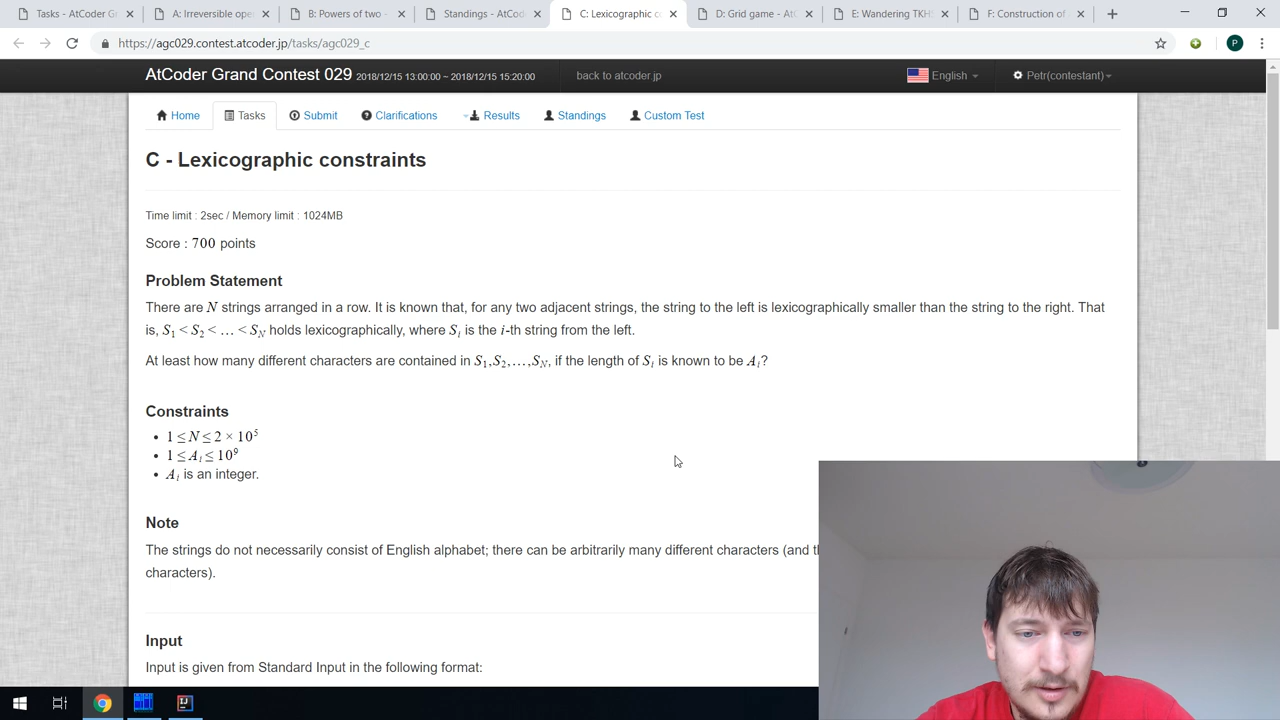 Tasks - AtCoder G
A: Irreversible ope
B: Powers of two -
Standings - AtCod
C: Lexicographic c
D: Grid game - AtC
E: Wandering TKHS
F: Construction of
https://agc029.contest.atcoder.jp/tasks/agc029_c
P
AtCoder Grand Contest 029 2018/12/15 13:00:00 ~ 2018/12/15 15:20:00 back to atcoder.jp English Petr(contestant)
Home Tasks Submit Clarifications Results Standings Custom Test
C - Lexicographic constraints
Time limit : 2sec / Memory limit : 1024MB
Score : 700 points
Problem Statement
There are N strings arranged in a row. It is known that, for any two adjacent strings, the string to the left is lexicographically smaller than the string to the right. That
is, S1 < S2 < … < SN holds lexicographically, where Si is the i-th string from the left.
At least how many different characters are contained in S1,S2,…,SN, if the length of Si is known to be Ai?
Constraints
• 1 ≤ N ≤ 2 × 10⁵
• 1 ≤ Ai ≤ 10⁹
• Ai is an integer.
Note
The strings do not necessarily consist of English alphabet; there can be arbitrarily many different characters (and th
characters).
Input
Input is given from Standard Input in the following format: